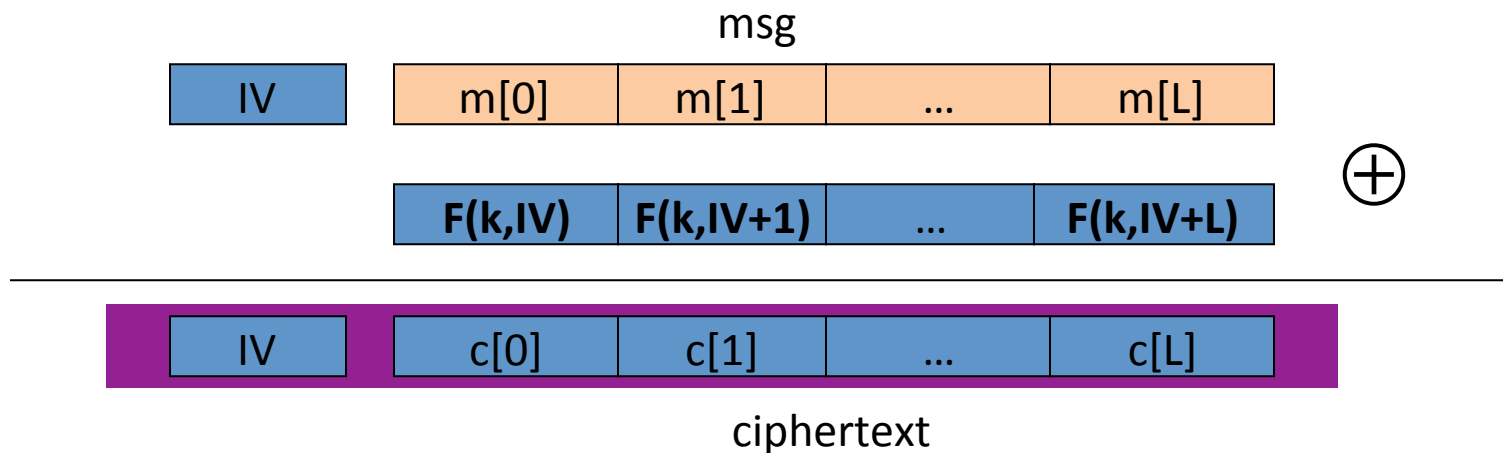 msg
IV m[0] m[1] … m[L]
F(k,IV) F(k,IV+1) … F(k,IV+L)
IV c[0] c[1] … c[L]
ciphertext